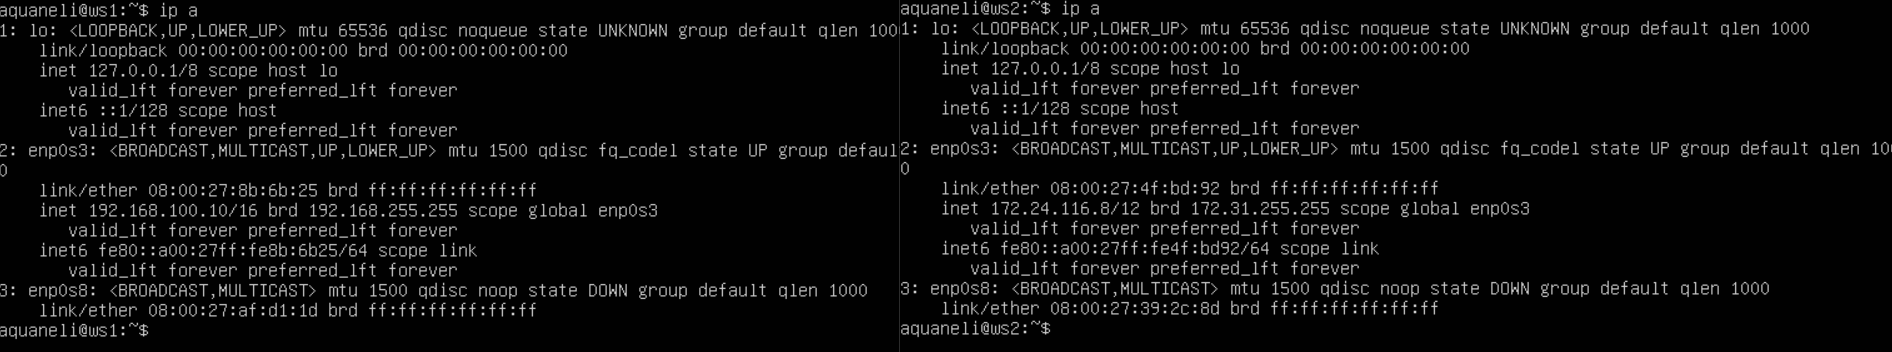 aquaneli@ws1:~$ ip a
1: lo: <LOOPBACK,UP,LOWER_UP> mtu 65536 qdisc noqueue state UNKNOWN group default qlen 100
    link/loopback 00:00:00:00:00:00 brd 00:00:00:00:00:00
    inet 127.0.0.1/8 scope host lo
       valid_lft forever preferred_lft forever
    inet6 ::1/128 scope host
       valid_lft forever preferred_lft forever
2: enp0s3: <BROADCAST,MULTICAST,UP,LOWER_UP> mtu 1500 qdisc fq_codel state UP group defaul
0
    link/ether 08:00:27:8b:6b:25 brd ff:ff:ff:ff:ff:ff
    inet 192.168.100.10/16 brd 192.168.255.255 scope global enp0s3
       valid_lft forever preferred_lft forever
    inet6 fe80::a00:27ff:fe8b:6b25/64 scope link
       valid_lft forever preferred_lft forever
3: enp0s8: <BROADCAST,MULTICAST> mtu 1500 qdisc noop state DOWN group default qlen 1000
    link/ether 08:00:27:af:d1:1d brd ff:ff:ff:ff:ff:ff
aquaneli@ws1:~$
aquaneli@ws2:~$ ip a
1: lo: <LOOPBACK,UP,LOWER_UP> mtu 65536 qdisc noqueue state UNKNOWN group default qlen 1000
    link/loopback 00:00:00:00:00:00 brd 00:00:00:00:00:00
    inet 127.0.0.1/8 scope host lo
       valid_lft forever preferred_lft forever
    inet6 ::1/128 scope host
       valid_lft forever preferred_lft forever
2: enp0s3: <BROADCAST,MULTICAST,UP,LOWER_UP> mtu 1500 qdisc fq_codel state UP group default qlen 100
0
    link/ether 08:00:27:4f:bd:92 brd ff:ff:ff:ff:ff:ff
    inet 172.24.116.8/12 brd 172.31.255.255 scope global enp0s3
       valid_lft forever preferred_lft forever
    inet6 fe80::a00:27ff:fe4f:bd92/64 scope link
       valid_lft forever preferred_lft forever
3: enp0s8: <BROADCAST,MULTICAST> mtu 1500 qdisc noop state DOWN group default qlen 1000
    link/ether 08:00:27:39:2c:8d brd ff:ff:ff:ff:ff:ff
aquaneli@ws2:~$